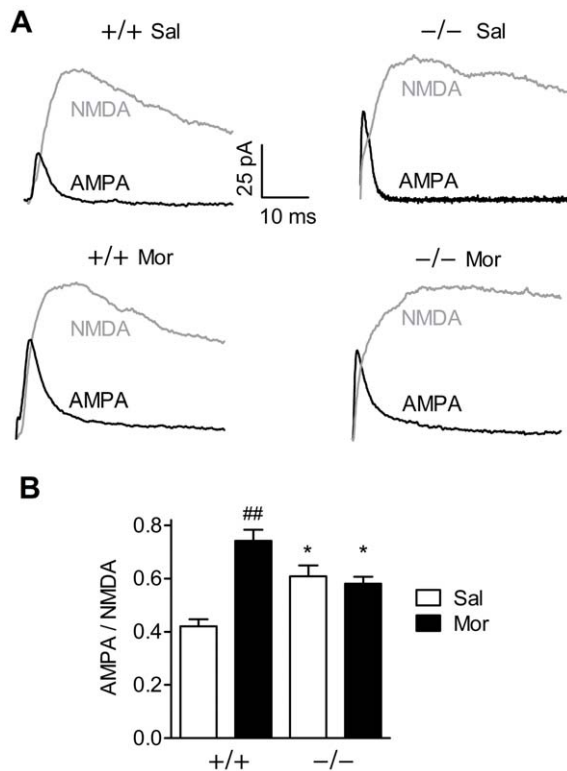 A
+/+ Sal
−/− Sal
NMDA
AMPA
25 pA
10 ms
NMDA
AMPA
+/+ Mor
−/− Mor
NMDA
AMPA
NMDA
AMPA
B
AMPA / NMDA
0.8
0.6
0.4
0.2
0.0
##
*
*
Sal
Mor
+/+
−/−